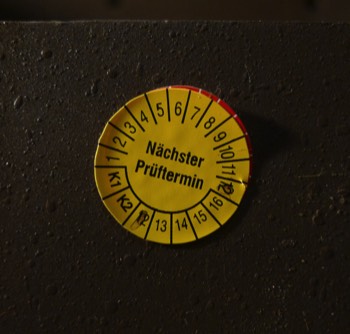 Nächster
Prüftermin
1 2 3 4 5 6 7 8 9 10 11 12
K1 K2 12 13 14 15 16